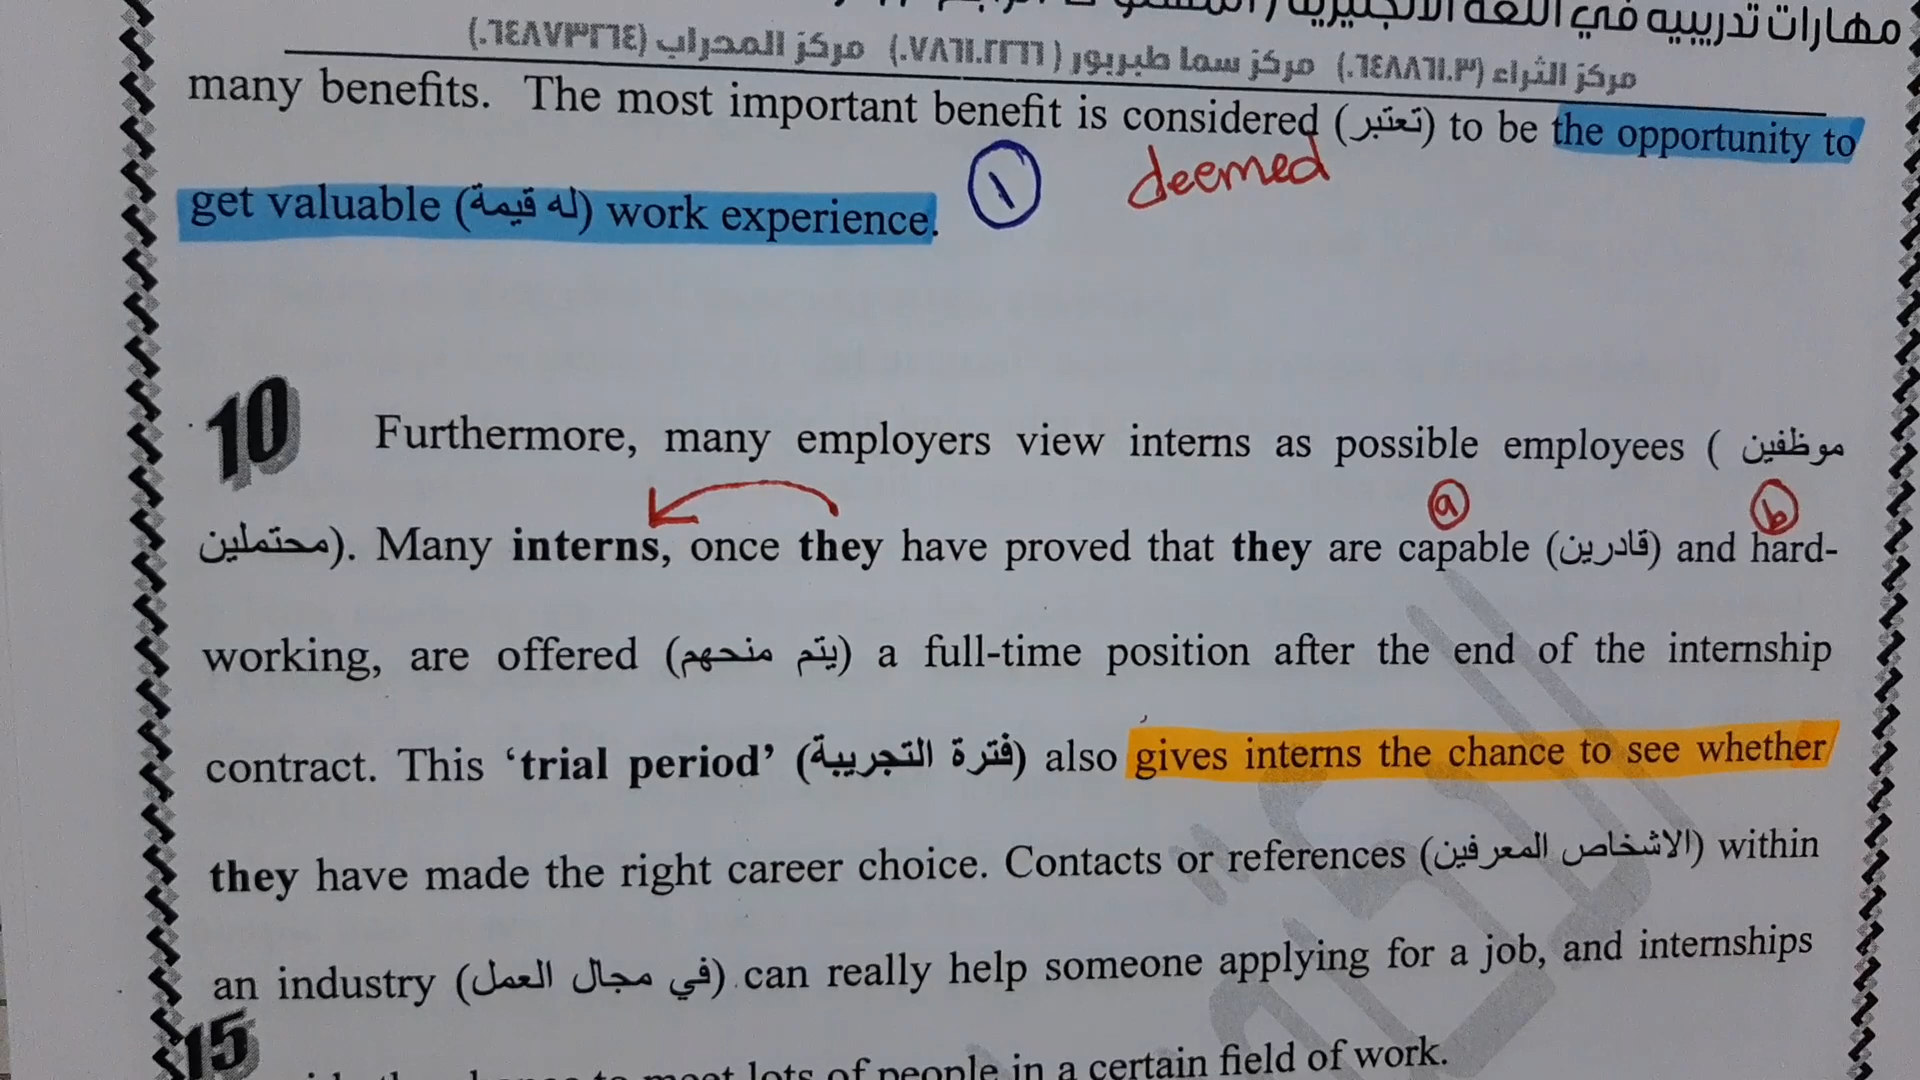 مهارات تدريبيه في اللغة الانجليزية
مركز الثراء (٠٦٤٨٨٦١٠٣) مركز سما طبربور (٠٧٨٦١٠٢٢٦٦) مركز المحراب (٠٦٤٨٧٣٢٦٤)
many benefits. The most important benefit is considered (تعتبر) to be the opportunity to
deemed
get valuable (له قيمة) work experience. ١
10 Furthermore, many employers view interns as possible employees (موظفين
a b
محتملين). Many interns, once they have proved that they are capable (قادرين) and hard-
working, are offered (يتم منحهم) a full-time position after the end of the internship
contract. This ‘trial period’ (فترة التجريبية) also gives interns the chance to see whether
they have made the right career choice. Contacts or references (الاشخاص المعرفين) within
an industry (في مجال العمل) can really help someone applying for a job, and internships
15
to meet lots of people in a certain field of work.